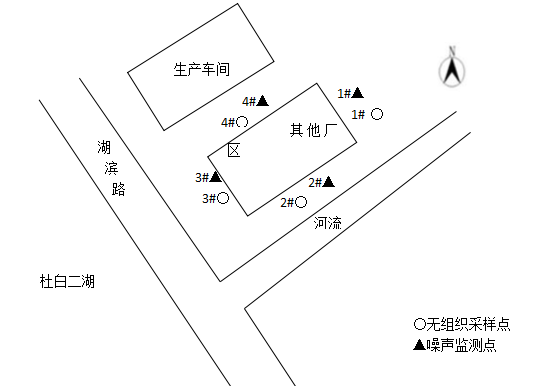 N
生产车间
4#▲
4#○
1#▲
1#○
其他厂
区
湖
滨
路
3#▲
3#○
2#▲
2#○
河流
杜白二湖
○无组织采样点
▲噪声监测点